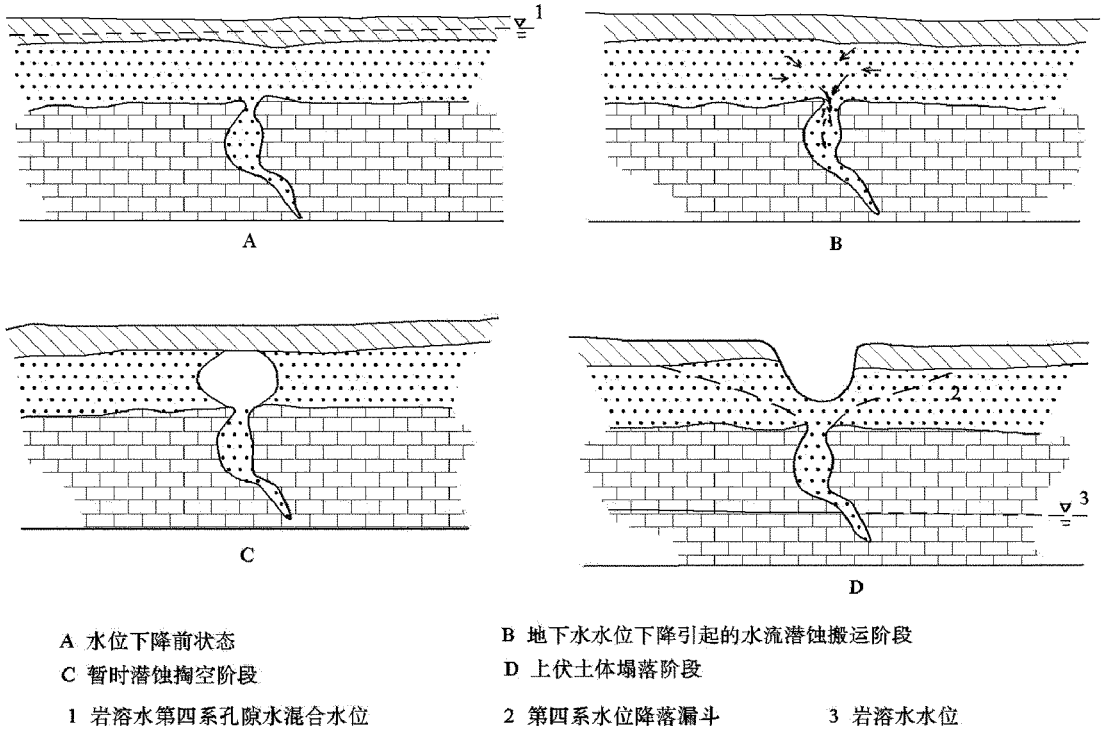 1
A
B
C
2
3
D
A 水位下降前状态
B 地下水水位下降引起的水流潜蚀搬运阶段
C 暂时潜蚀掏空阶段
D 上伏土体塌落阶段
1 岩溶水第四系孔隙水混合水位
2 第四系水位降落漏斗
3 岩溶水水位